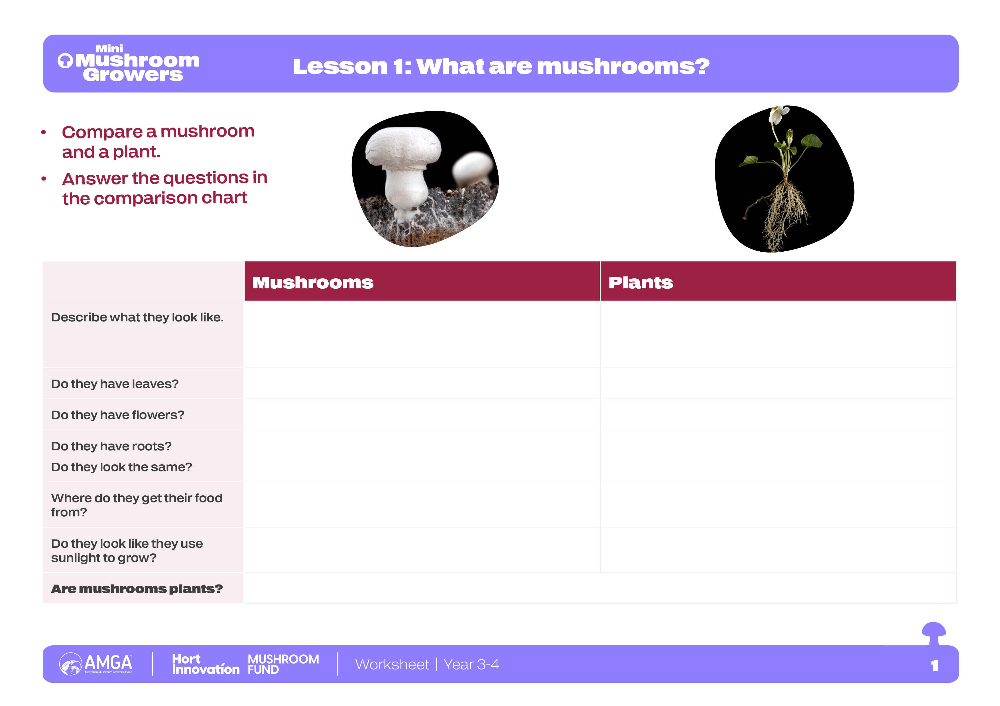 Mini
Mushroom
Growers
Lesson 1: What are mushrooms?
• Compare a mushroom
and a plant.
• Answer the questions in
the comparison chart
Mushrooms
Plants
Describe what they look like.
Do they have leaves?
Do they have flowers?
Do they have roots?
Do they look the same?
Where do they get their food
from?
Do they look like they use
sunlight to grow?
Are mushrooms plants?
AMGA®
Australian Mushroom Growers' Assoc
Hort
Innovation
MUSHROOM
FUND
Worksheet | Year 3-4
1